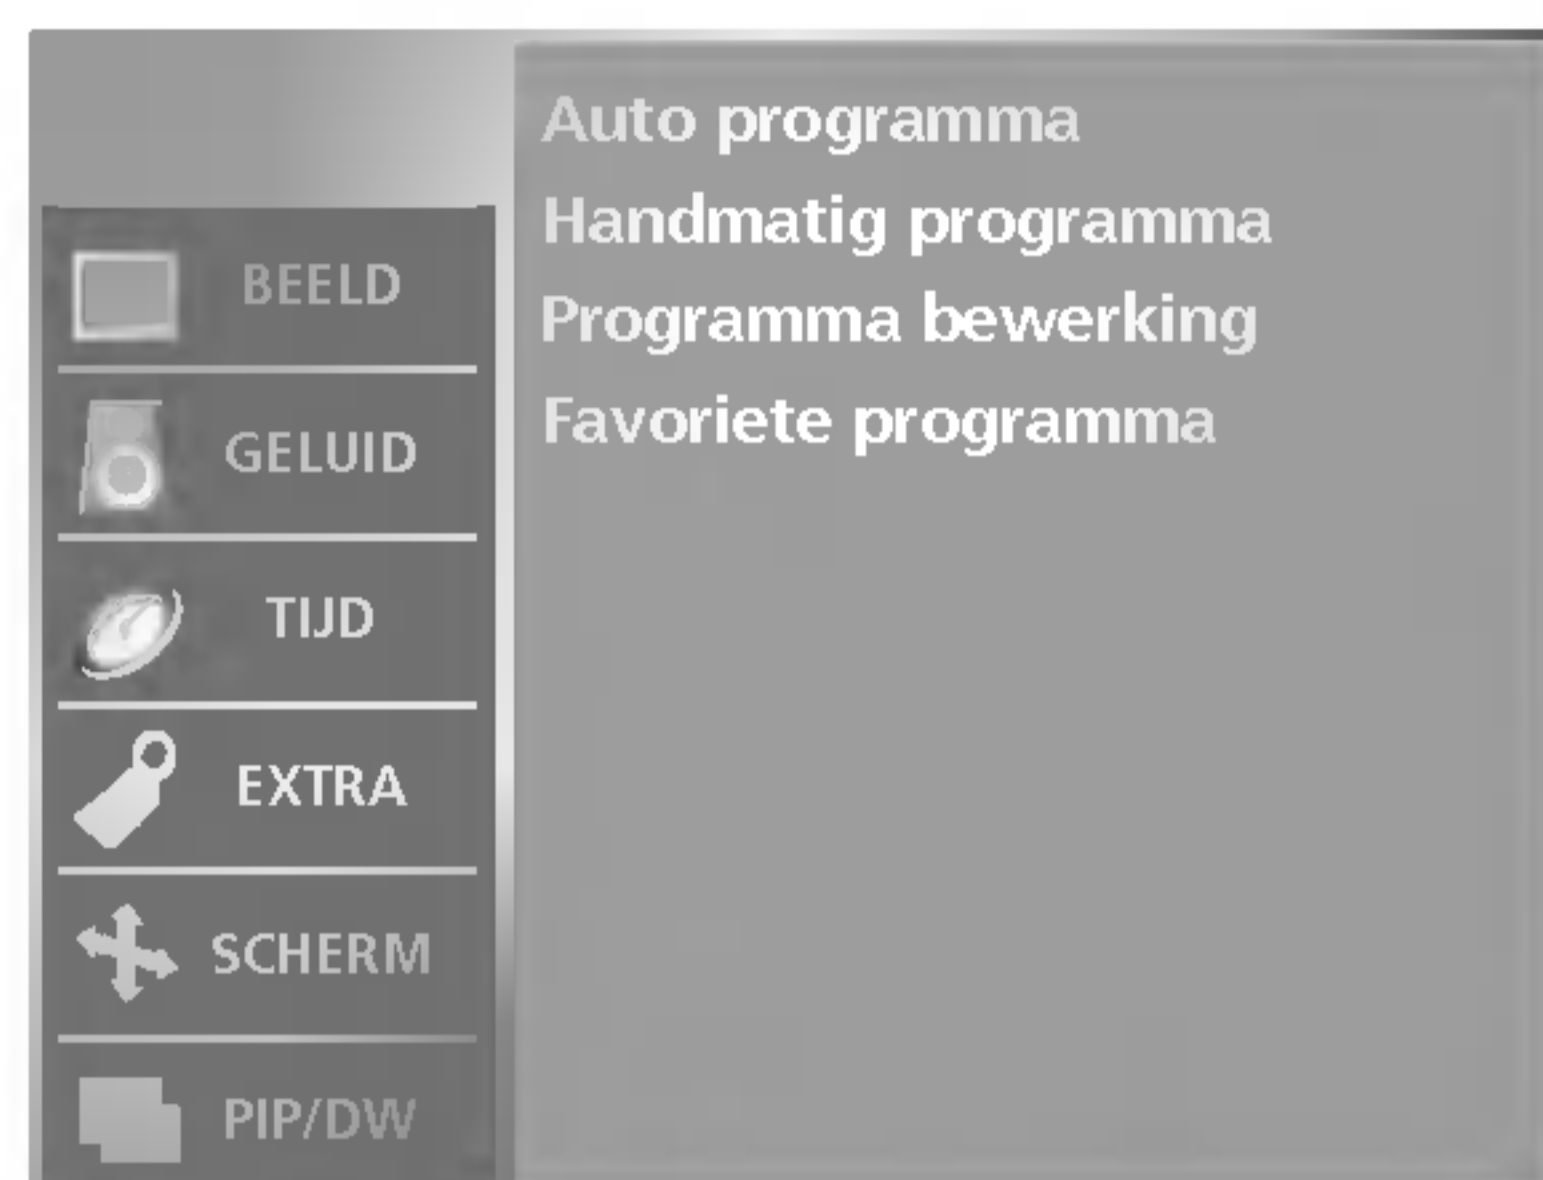 Auto programma
Handmatig programma
Programma bewerking
Favoriete programma
BEELD
GELUID
TIJD
EXTRA
SCHERM
PIP/DW